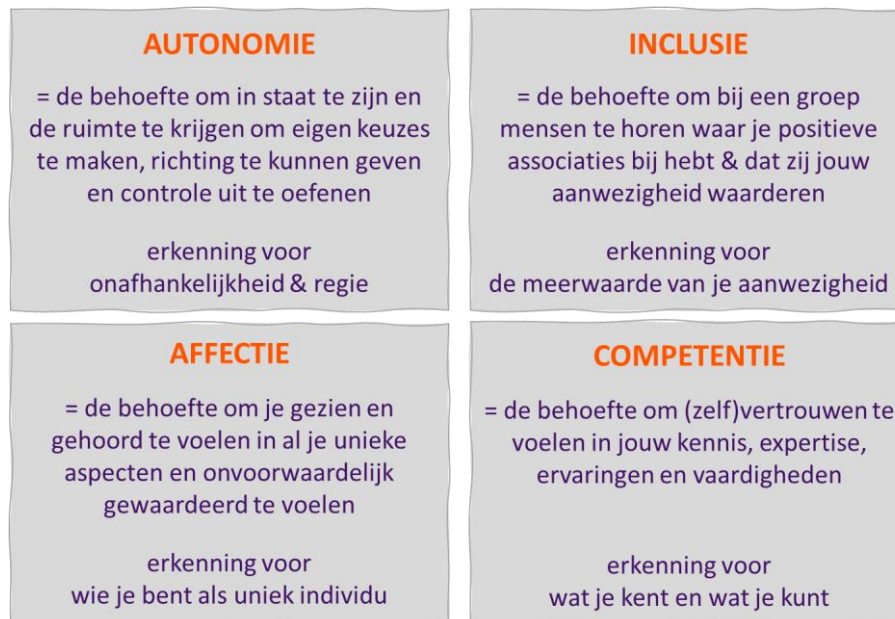 AUTONOMIE
= de behoefte om in staat te zijn en
de ruimte te krijgen om eigen keuzes
te maken, richting te kunnen geven
en controle uit te oefenen
erkenning voor
onafhankelijkheid & regie
INCLUSIE
= de behoefte om bij een groep
mensen te horen waar je positieve
associaties bij hebt & dat zij jouw
aanwezigheid waarderen
erkenning voor
de meerwaarde van je aanwezigheid
AFFECTIE
= de behoefte om je gezien en
gehoord te voelen in al je unieke
aspecten en onvoorwaardelijk
gewaardeerd te voelen
erkenning voor
wie je bent als uniek individu
COMPETENTIE
= de behoefte om (zelf)vertrouwen te
voelen in jouw kennis, expertise,
ervaringen en vaardigheden
erkenning voor
wat je kent en wat je kunt